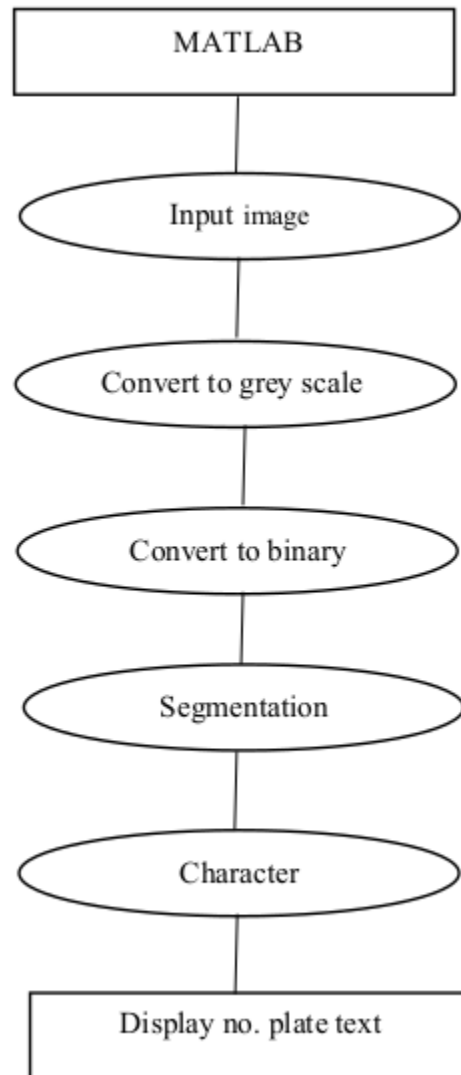 MATLAB
Input image
Convert to grey scale
Convert to binary
Segmentation
Character
Display no. plate text